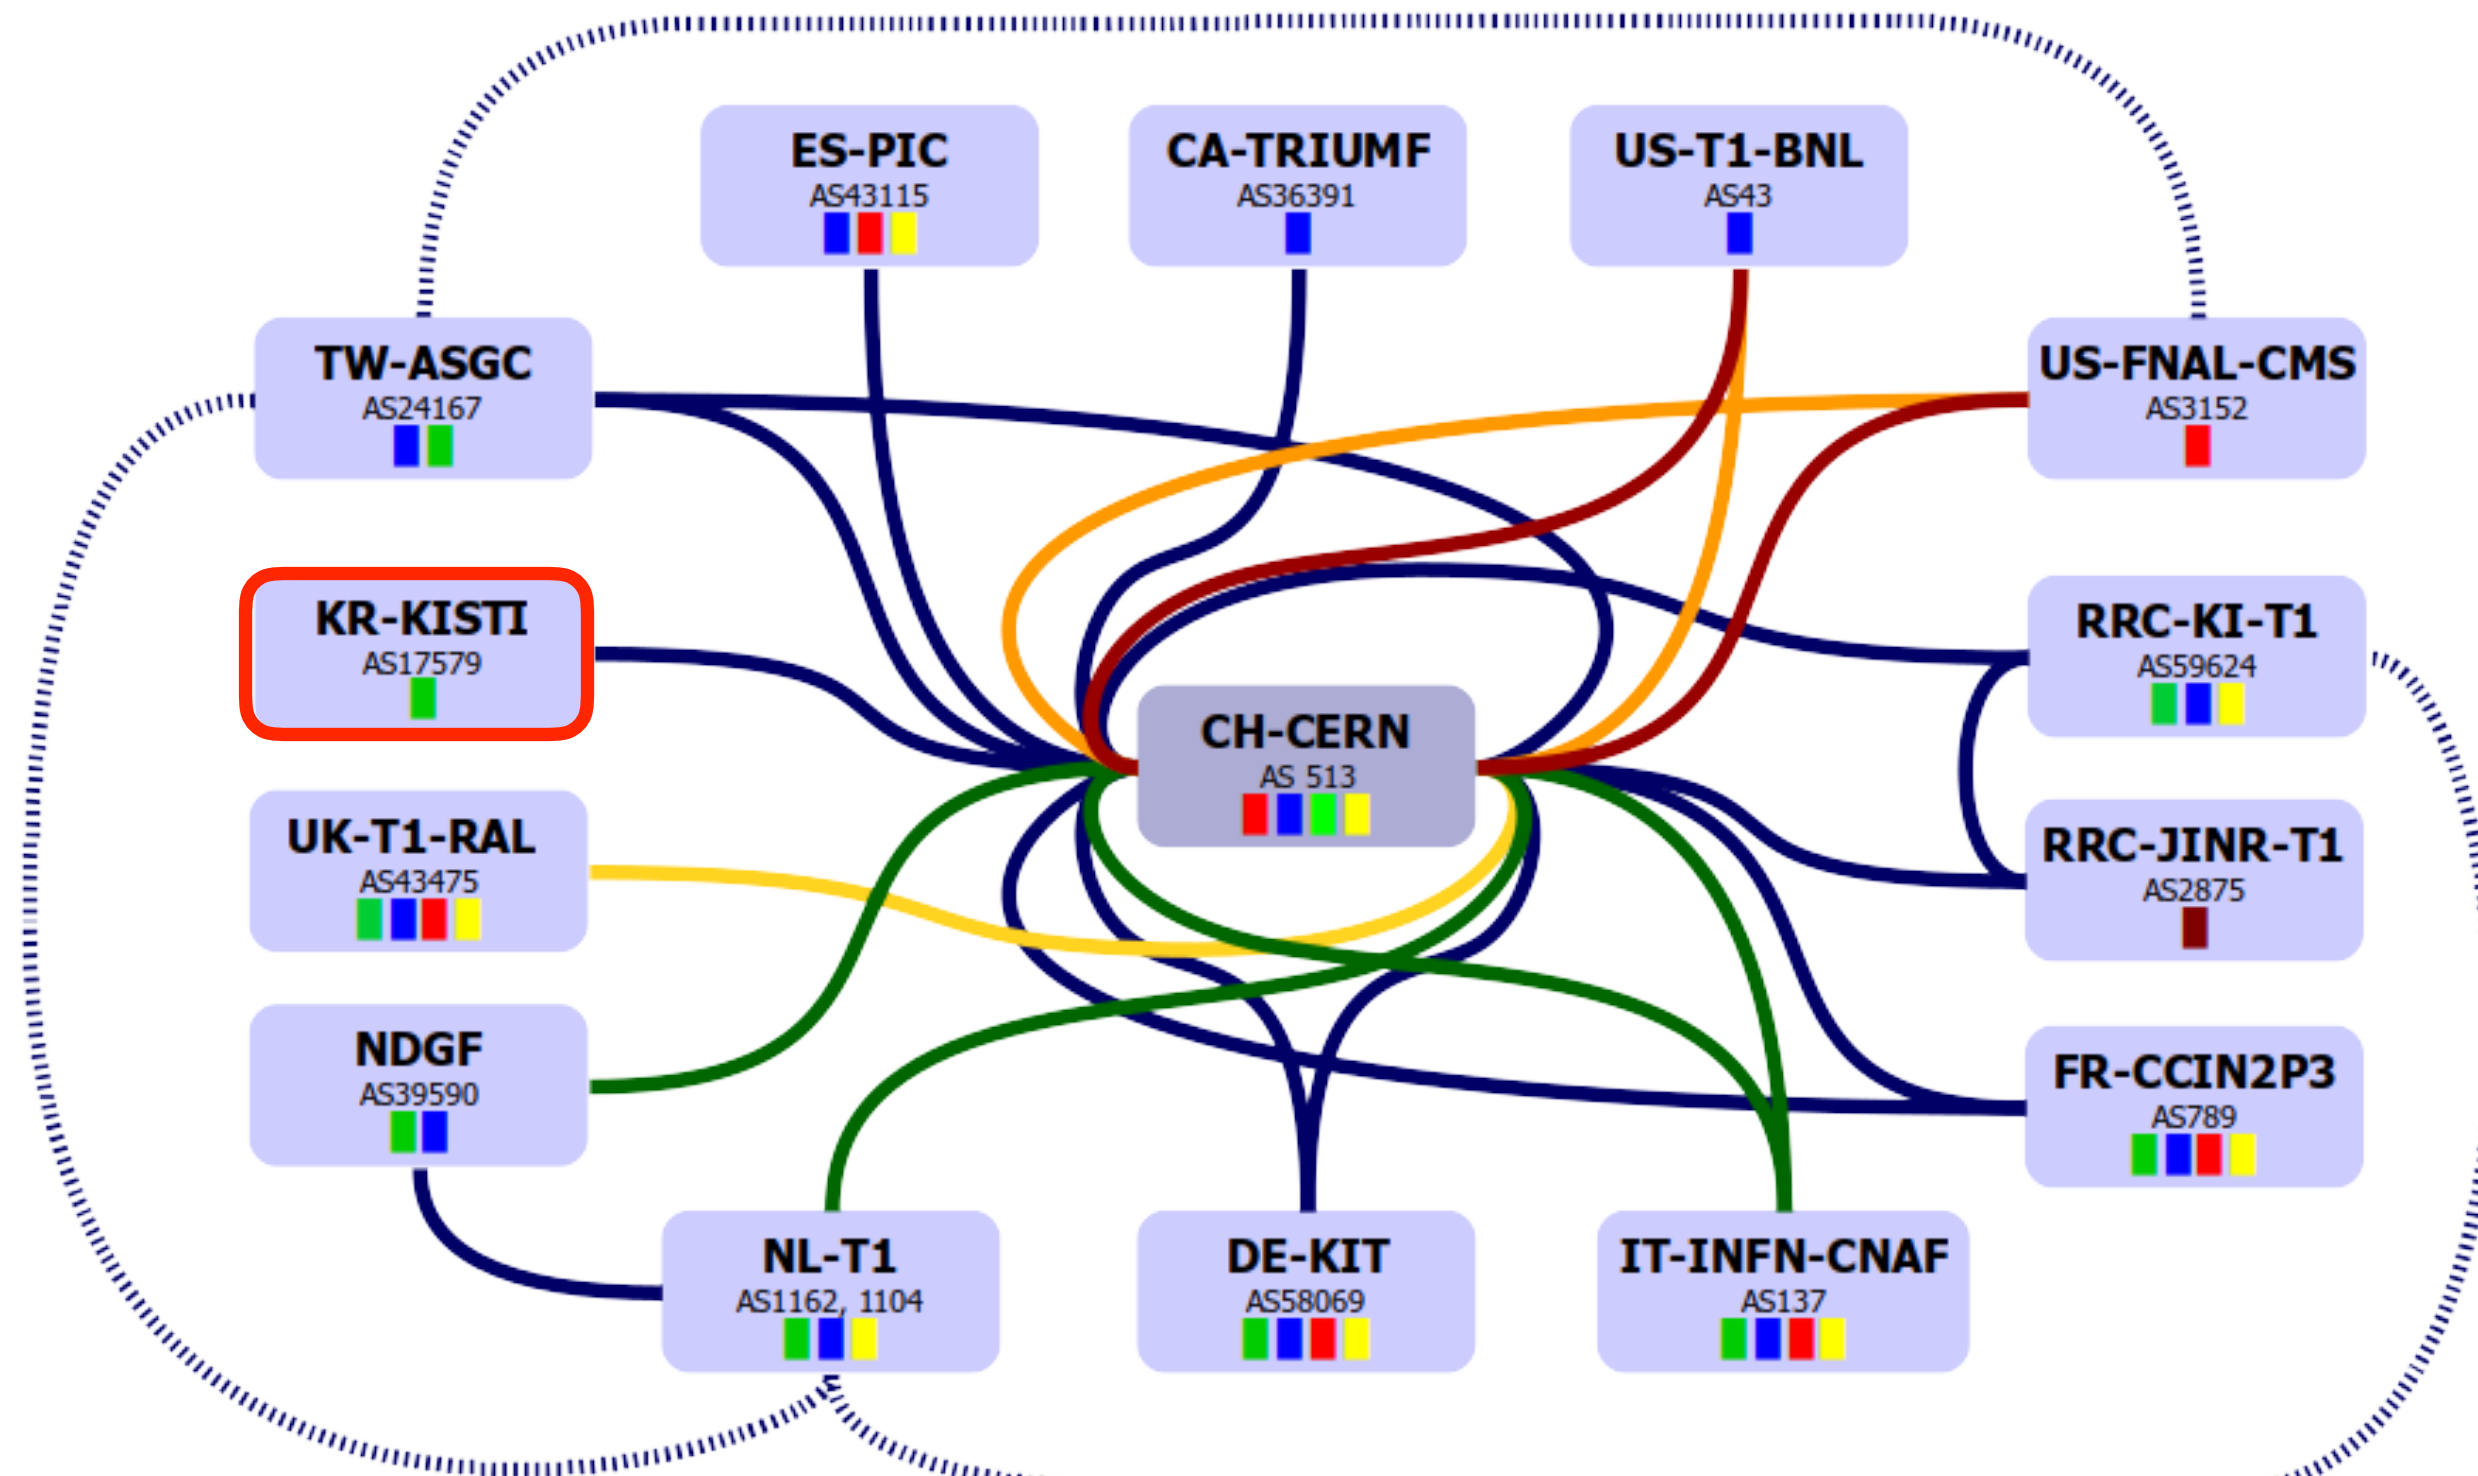 ES-PIC
AS43115
CA-TRIUMF
AS36391
US-T1-BNL
AS43
TW-ASGC
AS24167
US-FNAL-CMS
AS3152
KR-KISTI
AS17579
RRC-KI-T1
AS59624
CH-CERN
AS 513
UK-T1-RAL
AS43475
RRC-JINR-T1
AS2875
NDGF
AS39590
FR-CCIN2P3
AS789
NL-T1
AS1162, 1104
DE-KIT
AS58069
IT-INFN-CNAF
AS137